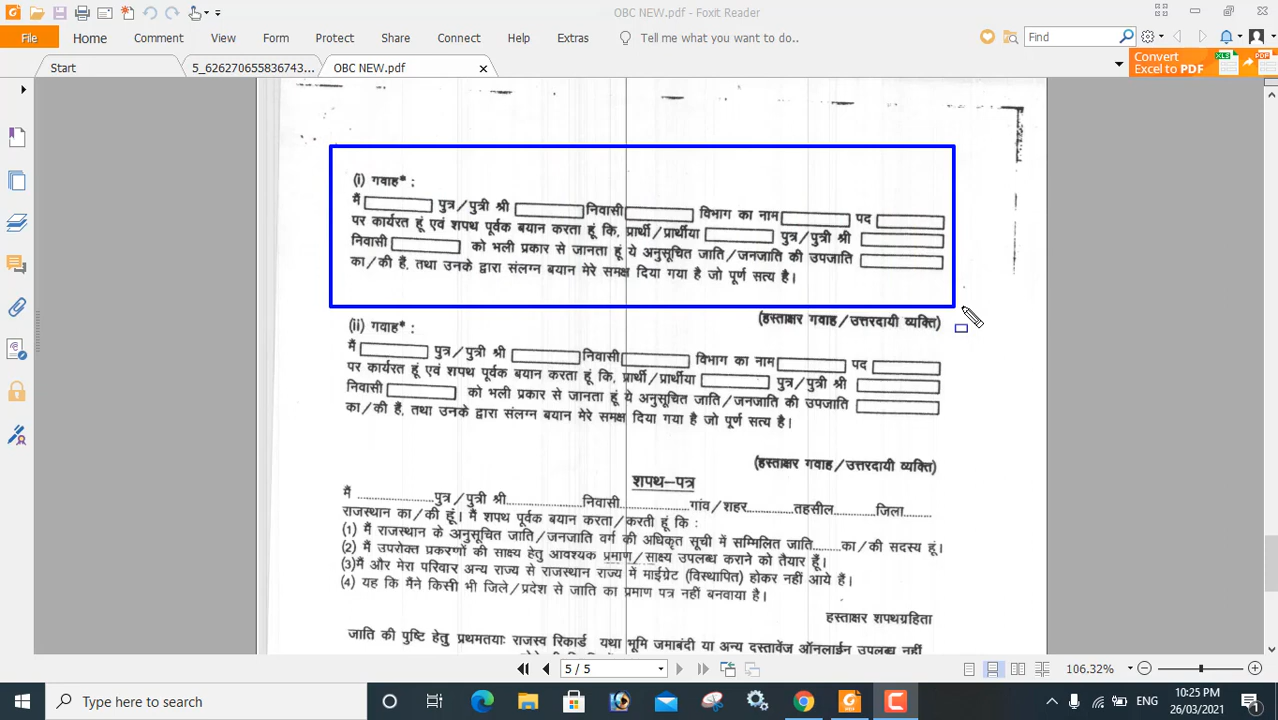 OBC NEW.pdf - Foxit Reader
File Home Comment View Form Protect Share Connect Help Extras Tell me what you want to do.. Find
Start 5_626270655836743... OBC NEW.pdf
Convert
Excel to PDF
(i) गवाह* :
मैं पुत्र/पुत्री श्री निवासी विभाग का नाम पद
पर कार्यरत हूं एवं शपथ पूर्वक बयान करता हूं कि, प्रार्थी/प्रार्थीया पुत्र/पुत्री श्री
निवासी को भली प्रकार से जानता हूं ये अनुसूचित जाति/जनजाति की उपजाति
का/की हैं, तथा उनके द्वारा संलग्न बयान मेरे समक्ष दिया गया है जो पूर्ण सत्य है।
(हस्ताक्षर गवाह/उत्तरदायी व्यक्ति)
(ii) गवाह* :
मैं पुत्र/पुत्री श्री निवासी विभाग का नाम पद
पर कार्यरत हूं एवं शपथ पूर्वक बयान करता हूं कि, प्रार्थी/प्रार्थीया पुत्र/पुत्री श्री
निवासी को भली प्रकार से जानता हूं ये अनुसूचित जाति/जनजाति की उपजाति
का/की हैं, तथा उनके द्वारा संलग्न बयान मेरे समक्ष दिया गया है जो पूर्ण सत्य है।
(हस्ताक्षर गवाह/उत्तरदायी व्यक्ति)
शपथ–पत्र
मैं ................पुत्र/पुत्री श्री................निवासी................गांव/शहर...........तहसील..........जिला.......
राजस्थान का/की हूं। मैं शपथ पूर्वक बयान करता/करती हूं कि :
(1) मैं राजस्थान के अनुसूचित जाति/जनजाति वर्ग की अधिकृत सूची में सम्मिलित जाति.......का/की सदस्य हूं।
(2) मैं उपरोक्त प्रकरणों की साक्ष्य हेतु आवश्यक प्रमाण/साक्ष्य उपलब्ध कराने को तैयार हूँ।
(3)मैं और मेरा परिवार अन्य राज्य से राजस्थान राज्य में माईग्रेट (विस्थापित) होकर नहीं आये हैं।
(4) यह कि मैंने किसी भी जिले/प्रदेश से जाति का प्रमाण पत्र नहीं बनवाया है।
हस्ताक्षर शपथग्रहिता
जाति की पुष्टि हेतु प्रथमतयाः राजस्व रिकार्ड यथा भूमि जमाबंदी या अन्य दस्तावेंज ऑनलाईन उपलब्ध नहीं
5 / 5 106.32%
Type here to search
10:25 PM
26/03/2021